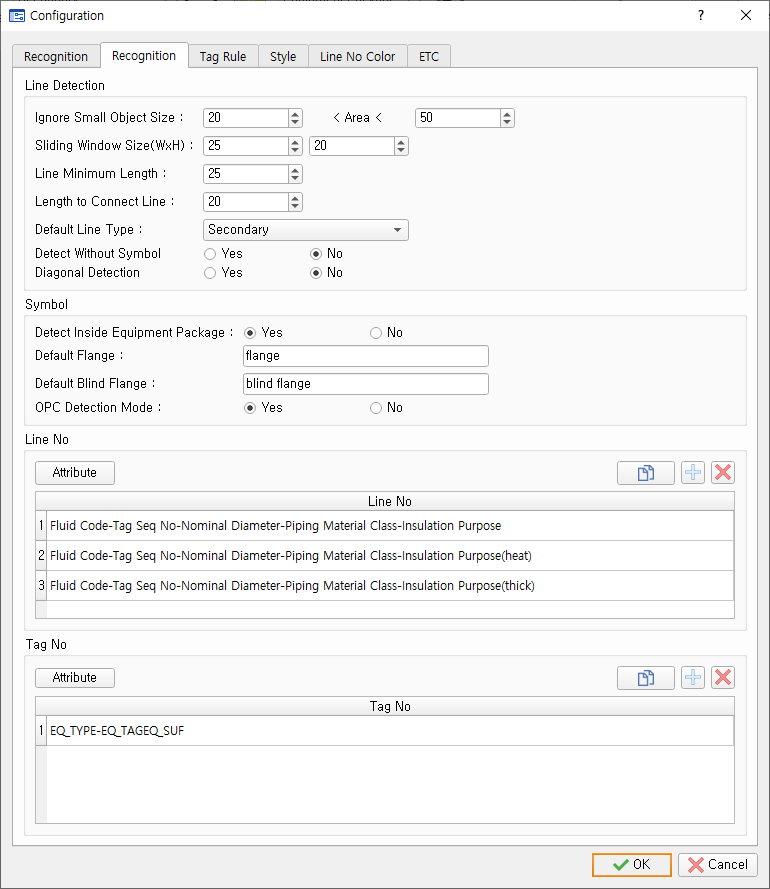 Configuration
?
Recognition Recognition Tag Rule Style Line No Color ETC
Line Detection
Ignore Small Object Size : 20 < Area < 50
Sliding Window Size(WxH) : 25 20
Line Minimum Length : 25
Length to Connect Line : 20
Default Line Type : Secondary
Detect Without Symbol Yes No
Diagonal Detection Yes No
Symbol
Detect Inside Equipment Package : Yes No
Default Flange : flange
Default Blind Flange : blind flange
OPC Detection Mode : Yes No
Line No
Attribute
Line No
1 Fluid Code-Tag Seq No-Nominal Diameter-Piping Material Class-Insulation Purpose
2 Fluid Code-Tag Seq No-Nominal Diameter-Piping Material Class-Insulation Purpose(heat)
3 Fluid Code-Tag Seq No-Nominal Diameter-Piping Material Class-Insulation Purpose(thick)
Tag No
Attribute
Tag No
1 EQ_TYPE-EQ_TAGEQ_SUF
OK Cancel